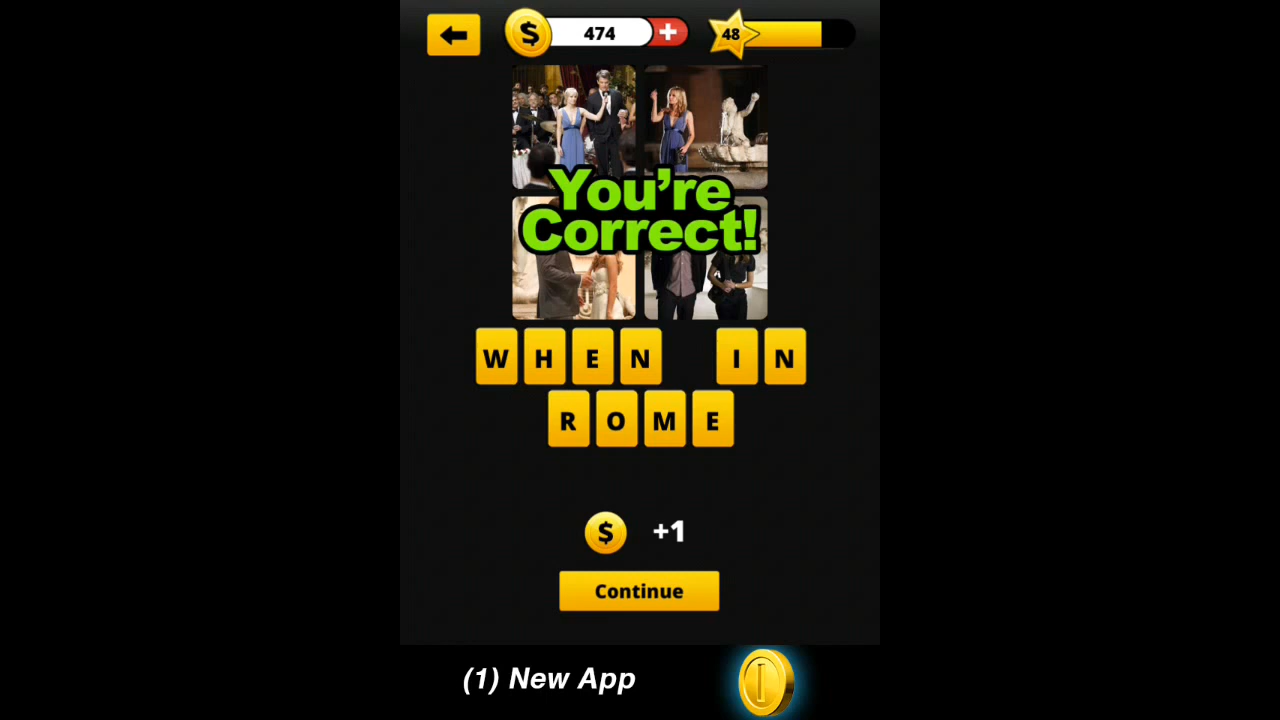 474
48
You're
Correct!
WHEN IN
ROME
$ +1
Continue
(1) New App